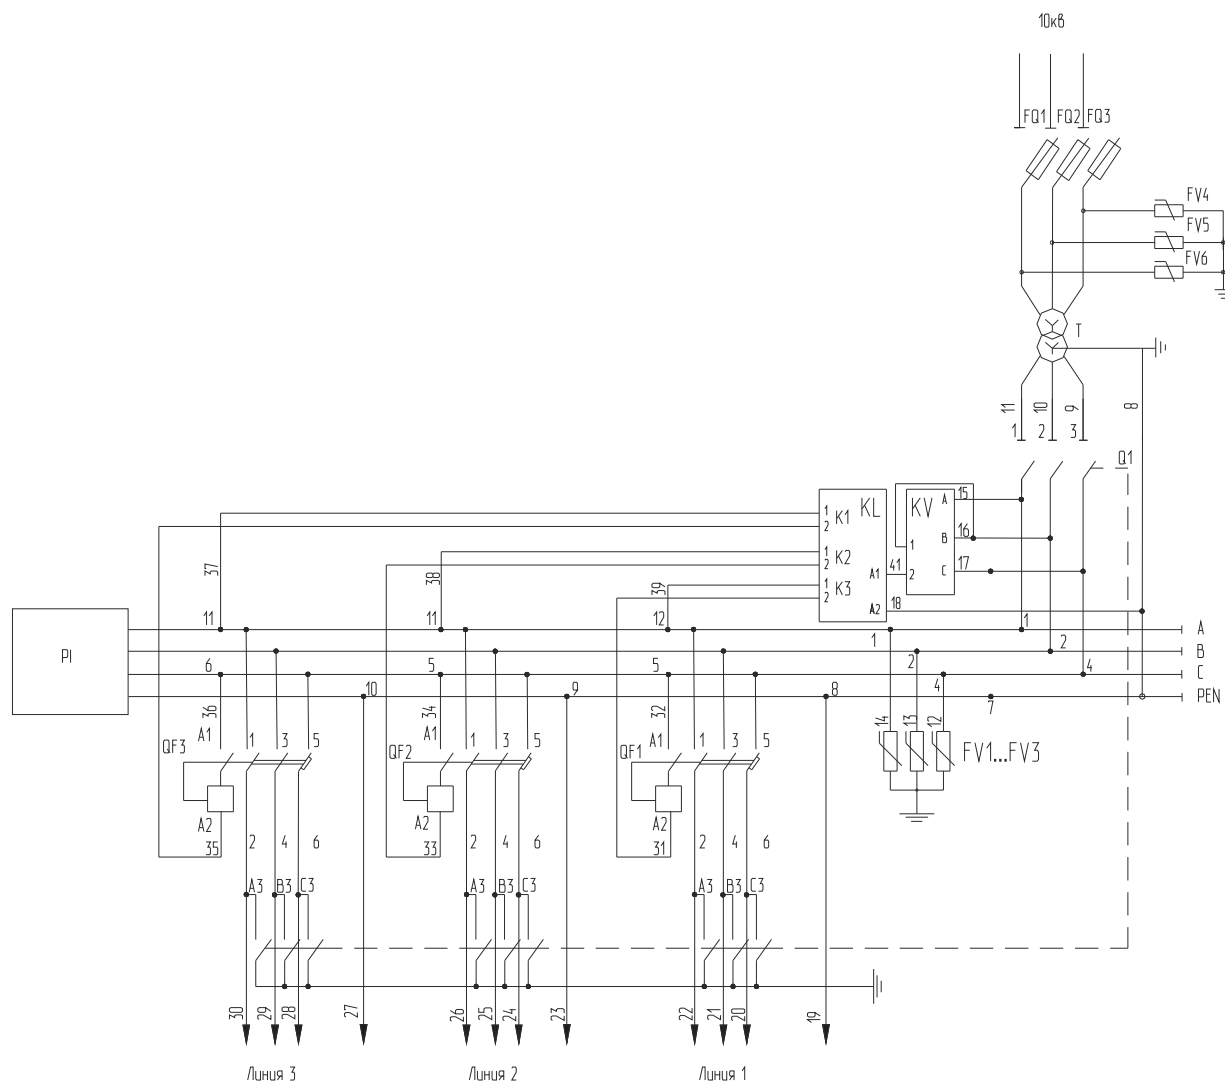 10кВ
FQ1 FQ2 FQ3
FV4
FV5
FV6
T
11 10 9 8
1 2 3
Q1
KL KV
A 15
1 K1
2
B 16
1
1 K2
2
C 17
A1 41 2
1 K3
2
A2 18
37 38 39
11 11 12 1 A
PI
1 2 B
2
6 5 5 4 C
4
10 9 8 7 PEN
36 34 32
14 13 12
A1 1 3 5 A1 1 3 5 A1 1 3 5
QF3 QF2 QF1
FV1...FV3
A2 A2 A2
35 2 4 6 33 2 4 6 31 2 4 6
A3 B3 C3 A3 B3 C3 A3 B3 C3
30 29 28 27 26 25 24 23 22 21 20 19
Линия 3 Линия 2 Линия 1